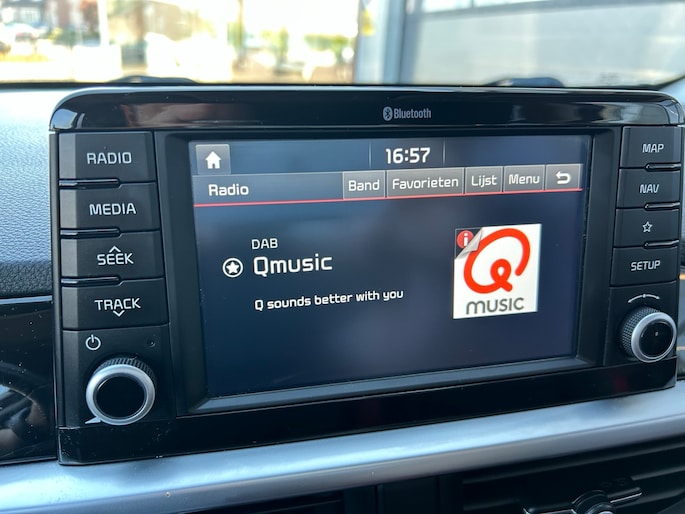 Bluetooth
RADIO
MEDIA
SEEK
TRACK
16:57
Radio
Band
Favorieten
Lijst
Menu
DAB
Qmusic
Q sounds better with you
i
Q
MUSIC
MAP
NAV
SETUP